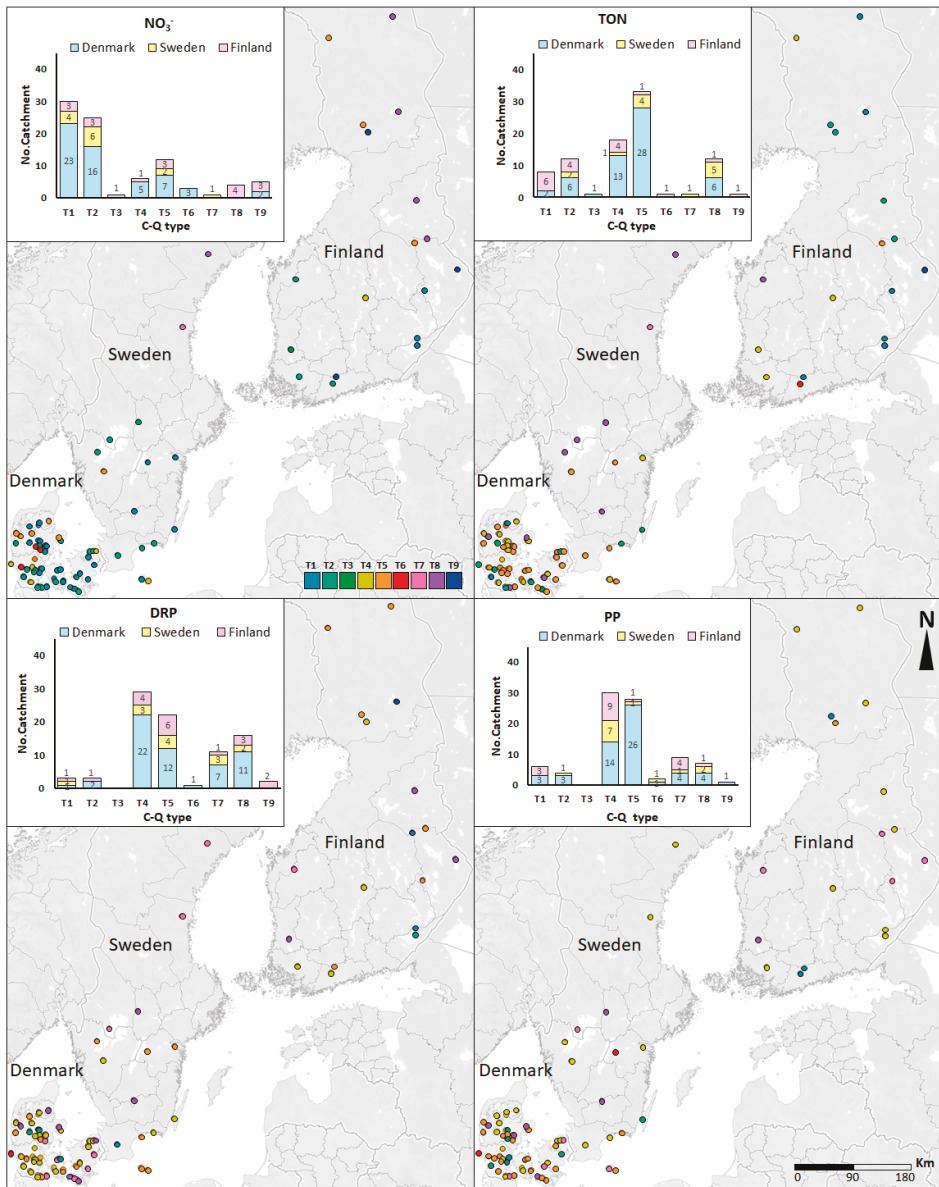 NO₃⁻
Denmark Sweden Finland
No.Catchment
40
30
20
10
0
3
4
23
3
6
16
1
1
5
3
2
7
3
1
4
3
2
T1 T2 T3 T4 T5 T6 T7 T8 T9
C-Q type
Finland
Sweden
Denmark
T1 T2 T3 T4 T5 T6 T7 T8 T9
TON
Denmark Sweden Finland
No.Catchment
40
30
20
10
0
6
2
4
2
6
1
4
1
13
1
4
28
1
1
1
5
6
1
T1 T2 T3 T4 T5 T6 T7 T8 T9
C-Q type
Finland
Sweden
Denmark
DRP
Denmark Sweden Finland
No.Catchment
40
30
20
10
0
1
1
1
2
4
3
22
6
4
12
1
1
3
7
3
2
11
2
T1 T2 T3 T4 T5 T6 T7 T8 T9
C-Q type
Finland
Sweden
Denmark
PP
Denmark Sweden Finland
No.Catchment
40
30
20
10
0
3
3
1
3
9
7
14
1
1
26
1
4
1
4
1
2
4
1
T1 T2 T3 T4 T5 T6 T7 T8 T9
C-Q type
N
Finland
Sweden
Denmark
Km
0 90 180